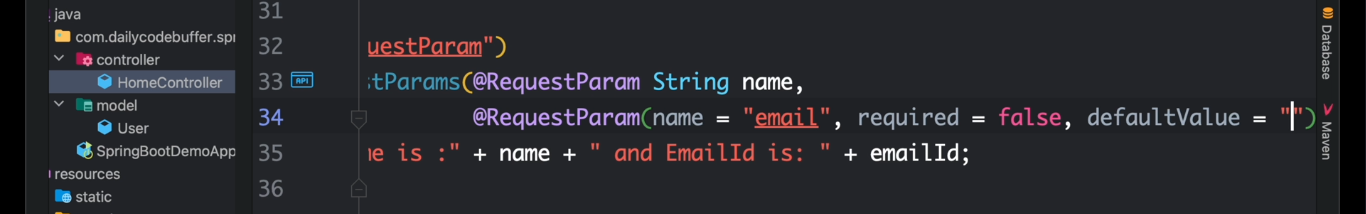 java
com.dailycodebuffer.spr
controller
HomeController
model
User
SpringBootDemoApp
resources
static
31
32 uestParam")
33 API tParams(@RequestParam String name,
34 @RequestParam(name = "email", required = false, defaultValue = "")
35 e is :" + name + " and EmailId is: " + emailId;
36
Database
Maven